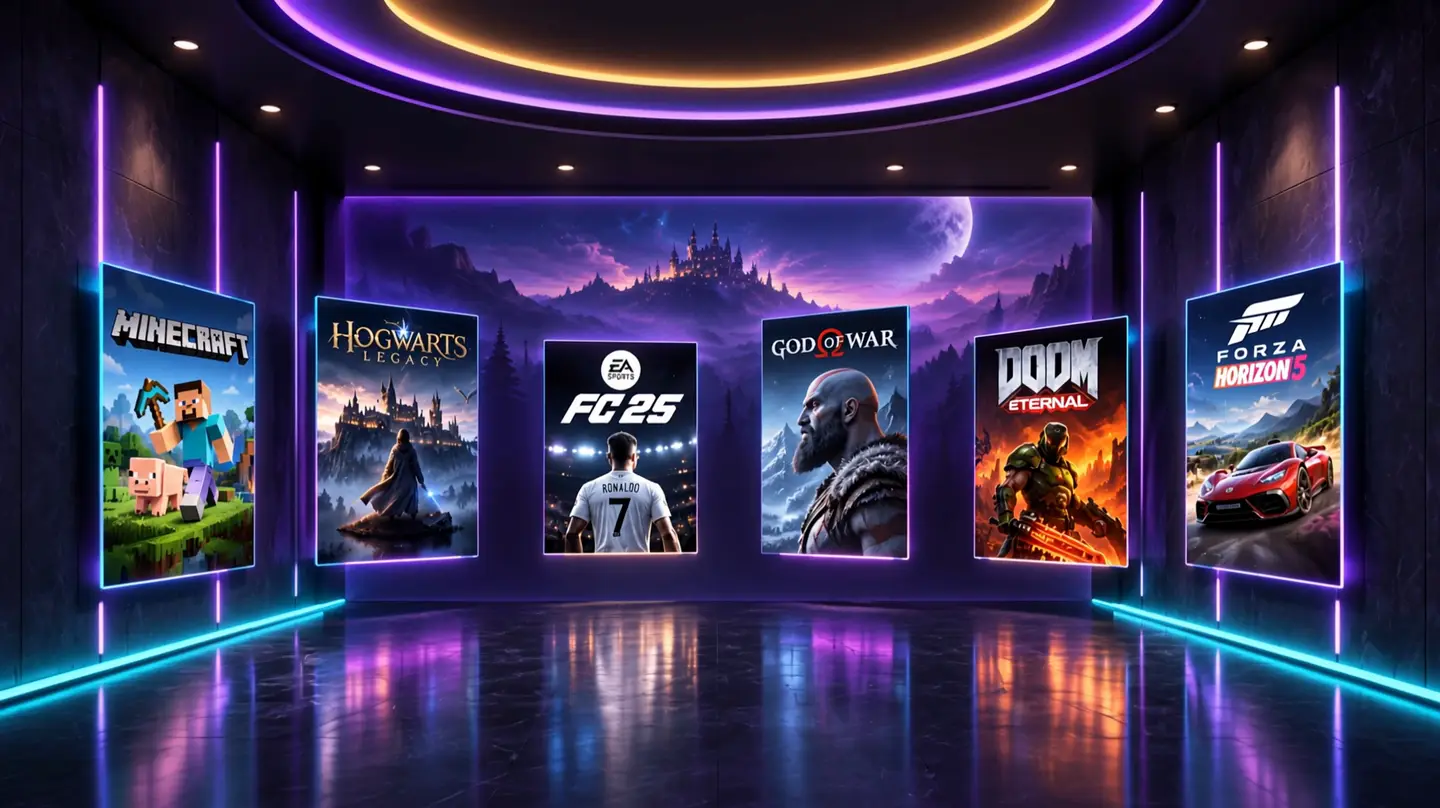 MINECRAFT
HOGWARTS
LEGACY
EA
SPORTS
FC 25
RONALDO
7
GOD OF WAR
DOOM
ETERNAL
FORZA
HORIZON 5